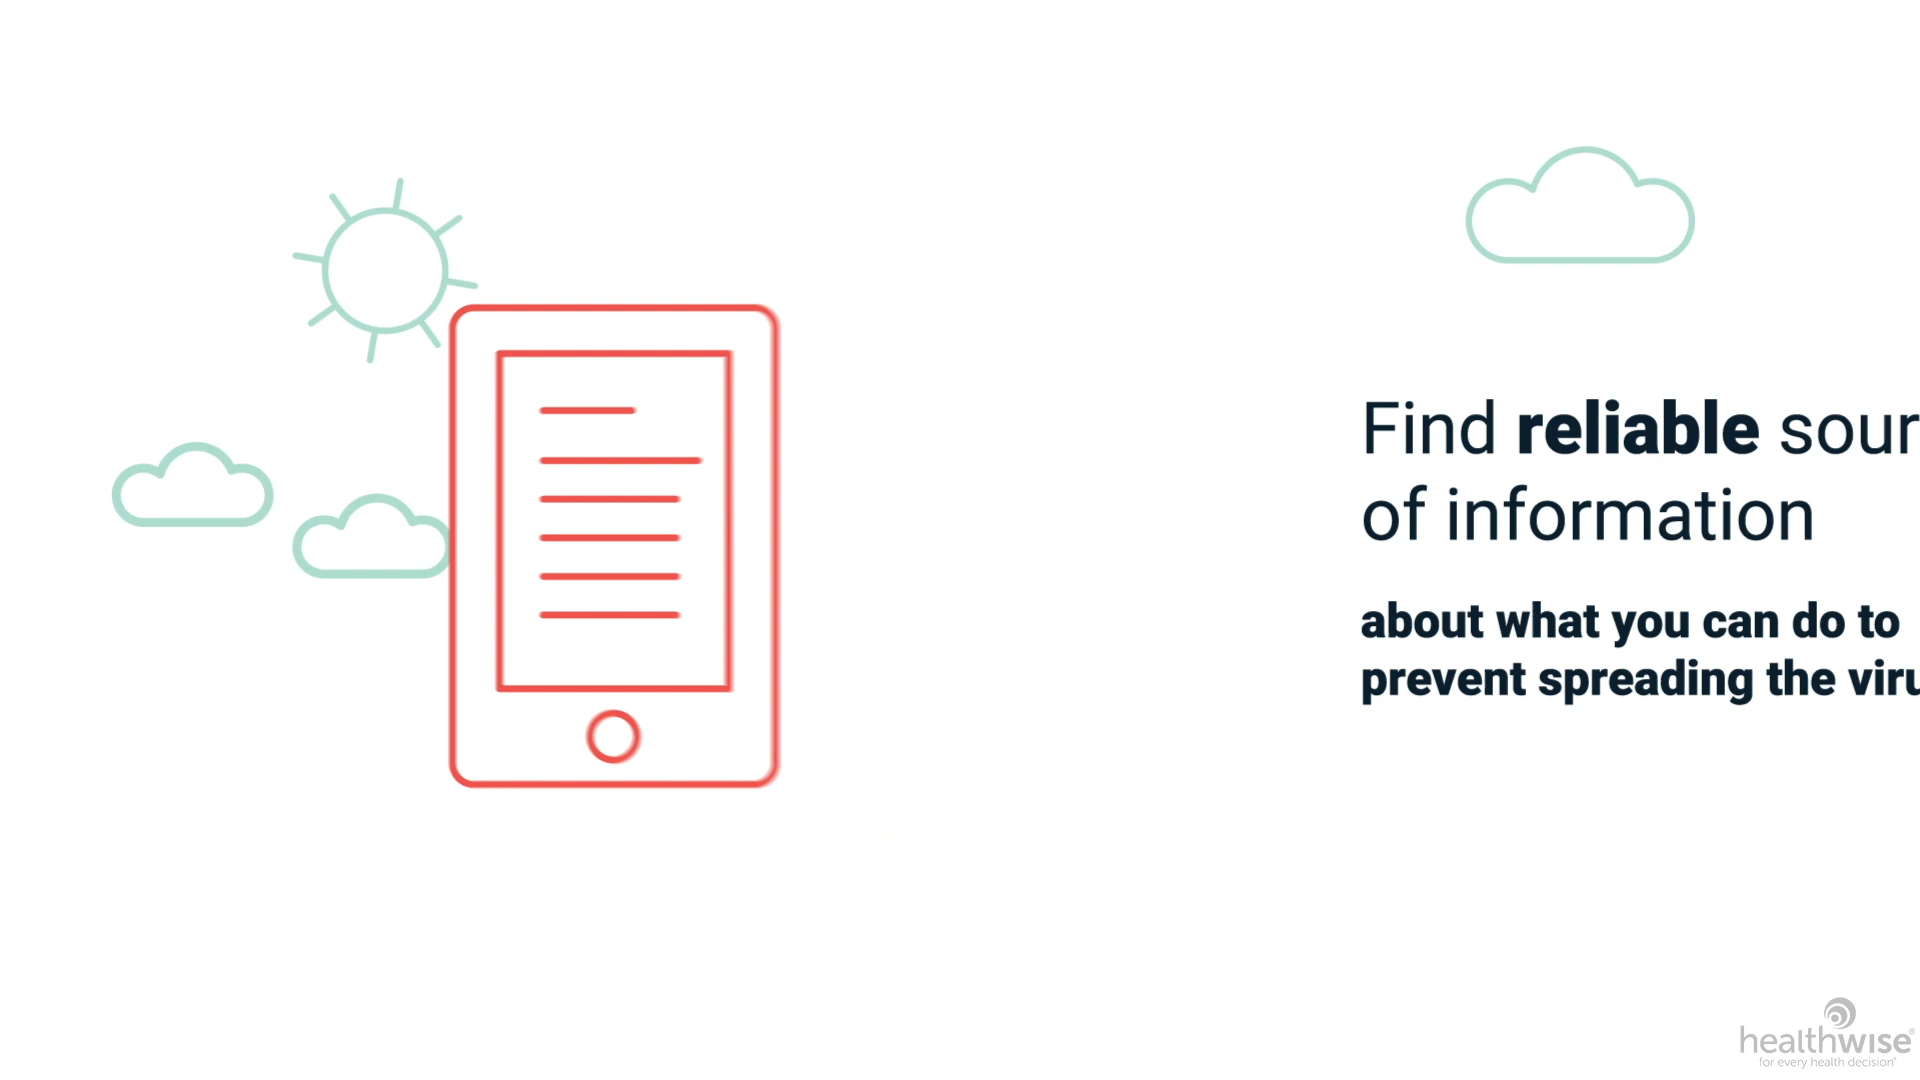 Find reliable sour
of information
about what you can do to
prevent spreading the viru
healthwise®
for every health decision®